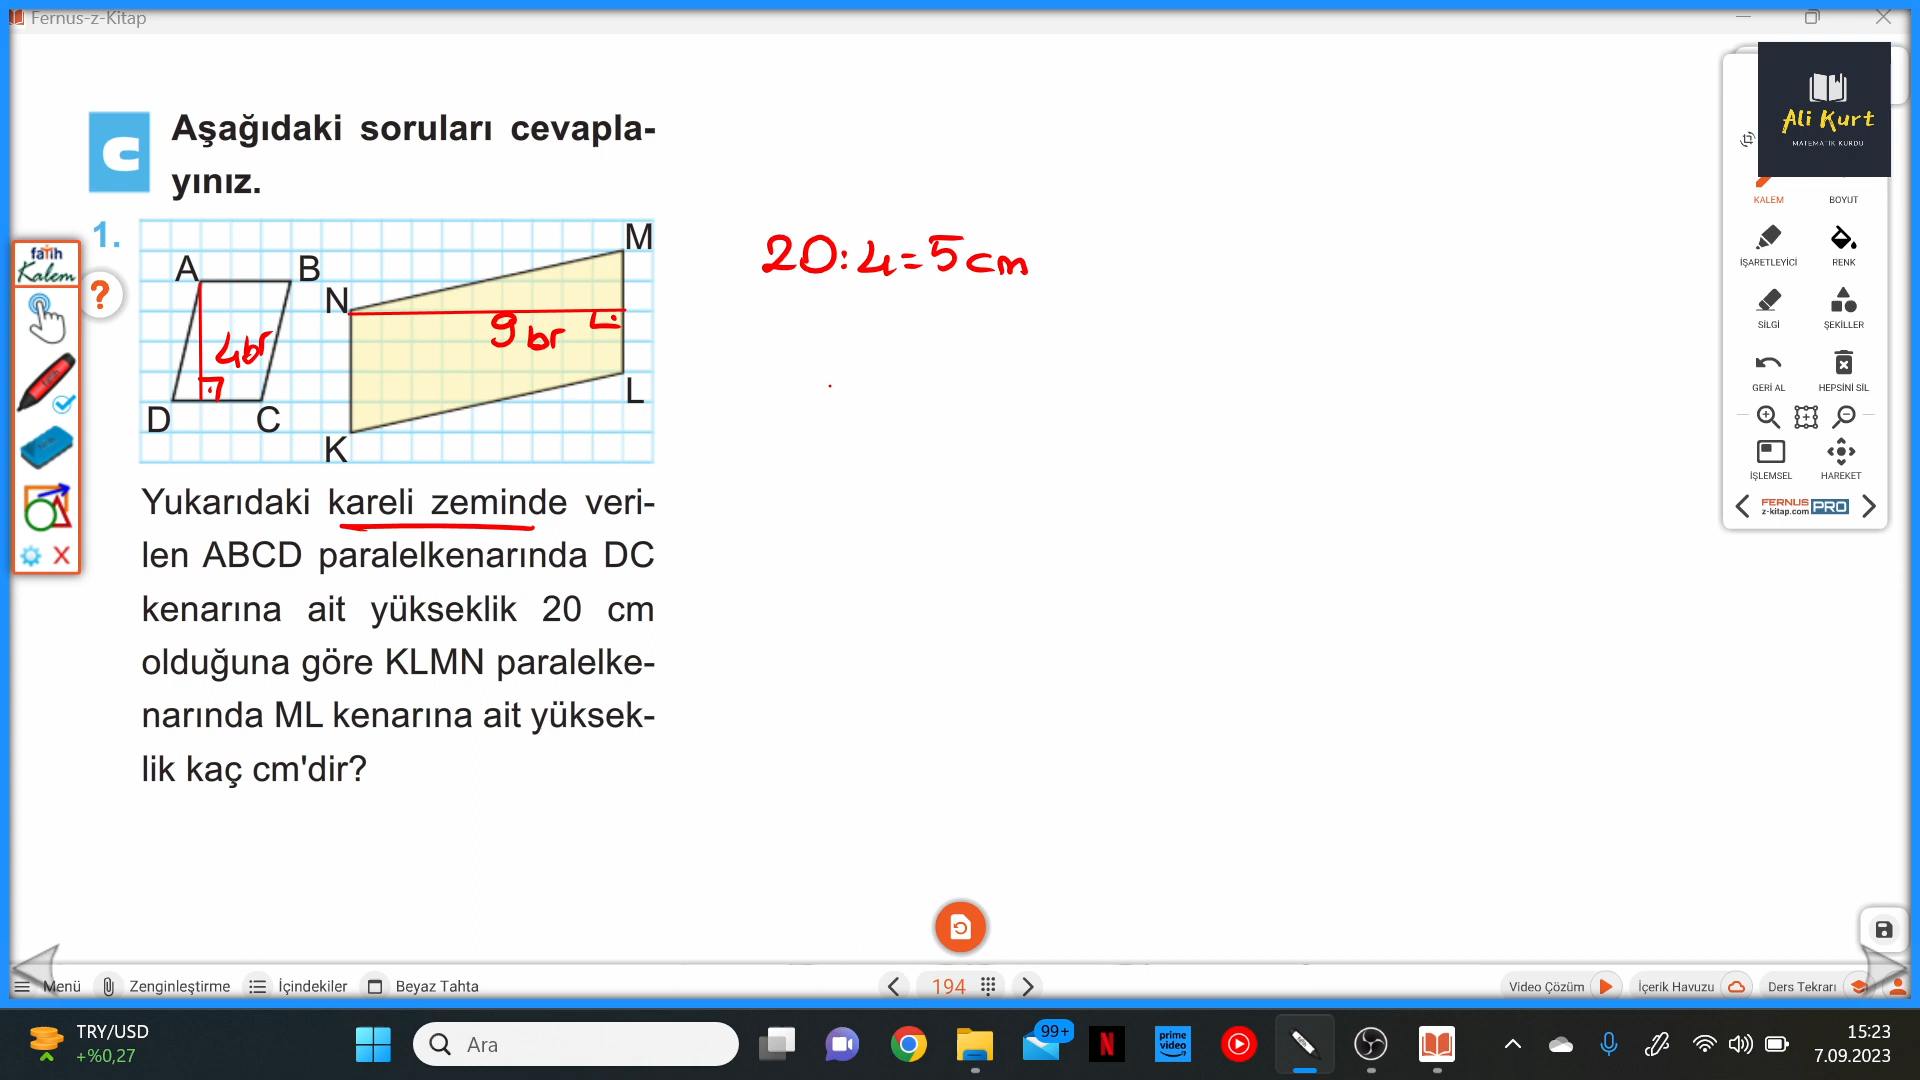 Fernus-z-Kitap
Ali Kurt
MATEMATİK KURDU
C
Aşağıdaki soruları cevapla-
yınız.
1.
A
B
M
N
D
C
K
L
4br
9 br
20:4=5cm
Yukarıdaki kareli zeminde veri-
len ABCD paralelkenarında DC
kenarına ait yükseklik 20 cm
olduğuna göre KLMN paralelke-
narında ML kenarına ait yüksek-
lik kaç cm'dir?
fatih
Kalem
?
KALEM
BOYUT
İŞARETLEYİCİ
RENK
SİLGİ
ŞEKİLLER
GERİ AL
HEPSİNİ SİL
İŞLEMSEL
HAREKET
FERNUS
z-kitap.com PRO
Menü
Zenginleştirme
İçindekiler
Beyaz Tahta
194
Video Çözüm
İçerik Havuzu
Ders Tekrarı
TRY/USD
+%0,27
Ara
99+
N
prime
video
15:23
7.09.2023